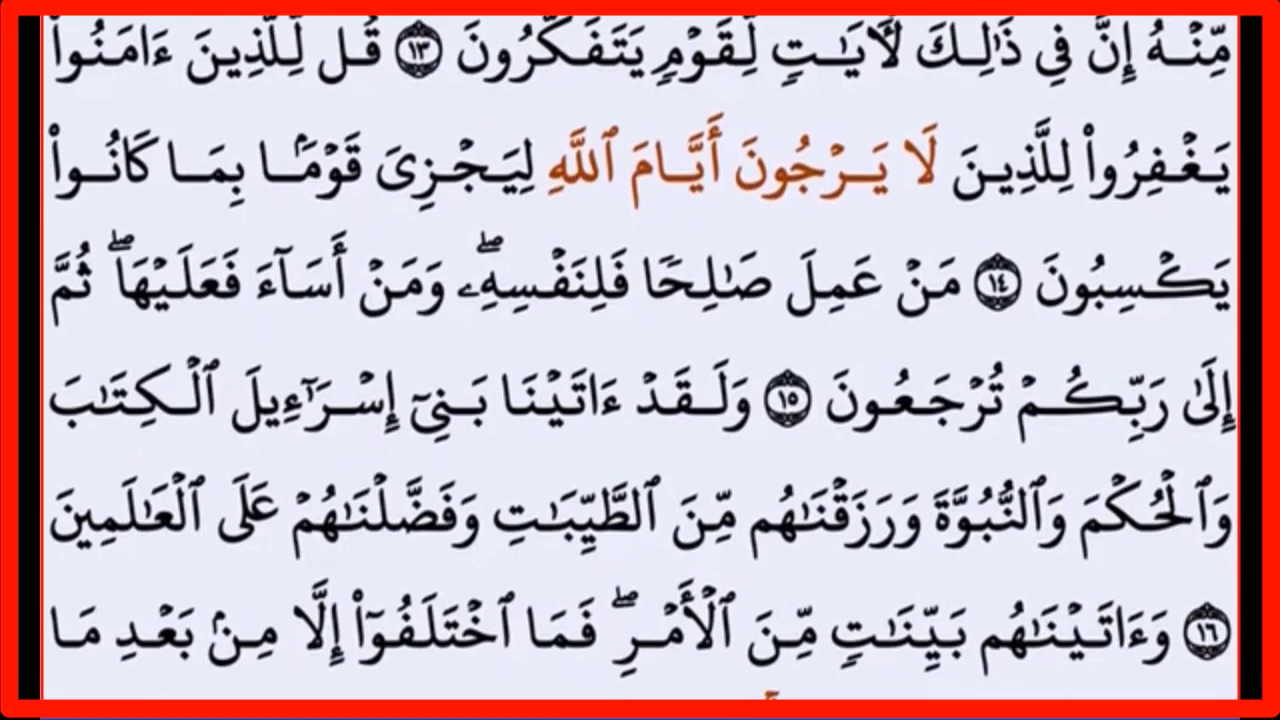 مِّنْهُ إِنَّ فِي ذَٰلِكَ لَأٓيَٰتٖ لِّقَوۡمٖ يَتَفَكَّرُونَ ١٣ قُل لِّلَّذِينَ ءَامَنُواْ
يَغۡفِرُواْ لِلَّذِينَ لَا يَرۡجُونَ أَيَّامَ ٱللَّهِ لِيَجۡزِيَ قَوۡمَۢا بِمَا كَانُواْ
يَكۡسِبُونَ ١٤ مَنۡ عَمِلَ صَٰلِحٗا فَلِنَفۡسِهِۦۖ وَمَنۡ أَسَآءَ فَعَلَيۡهَاۖ ثُمَّ
إِلَىٰ رَبِّكُمۡ تُرۡجَعُونَ ١٥ وَلَقَدۡ ءَاتَيۡنَا بَنِيٓ إِسۡرَٰٓءِيلَ ٱلۡكِتَٰبَ
وَٱلۡحُكۡمَ وَٱلنُّبُوَّةَ وَرَزَقۡنَٰهُم مِّنَ ٱلطَّيِّبَٰتِ وَفَضَّلۡنَٰهُمۡ عَلَى ٱلۡعَٰلَمِينَ
١٦ وَءَاتَيۡنَٰهُم بَيِّنَٰتٖ مِّنَ ٱلۡأَمۡرِۖ فَمَا ٱخۡتَلَفُوٓاْ إِلَّا مِنۢ بَعۡدِ مَا